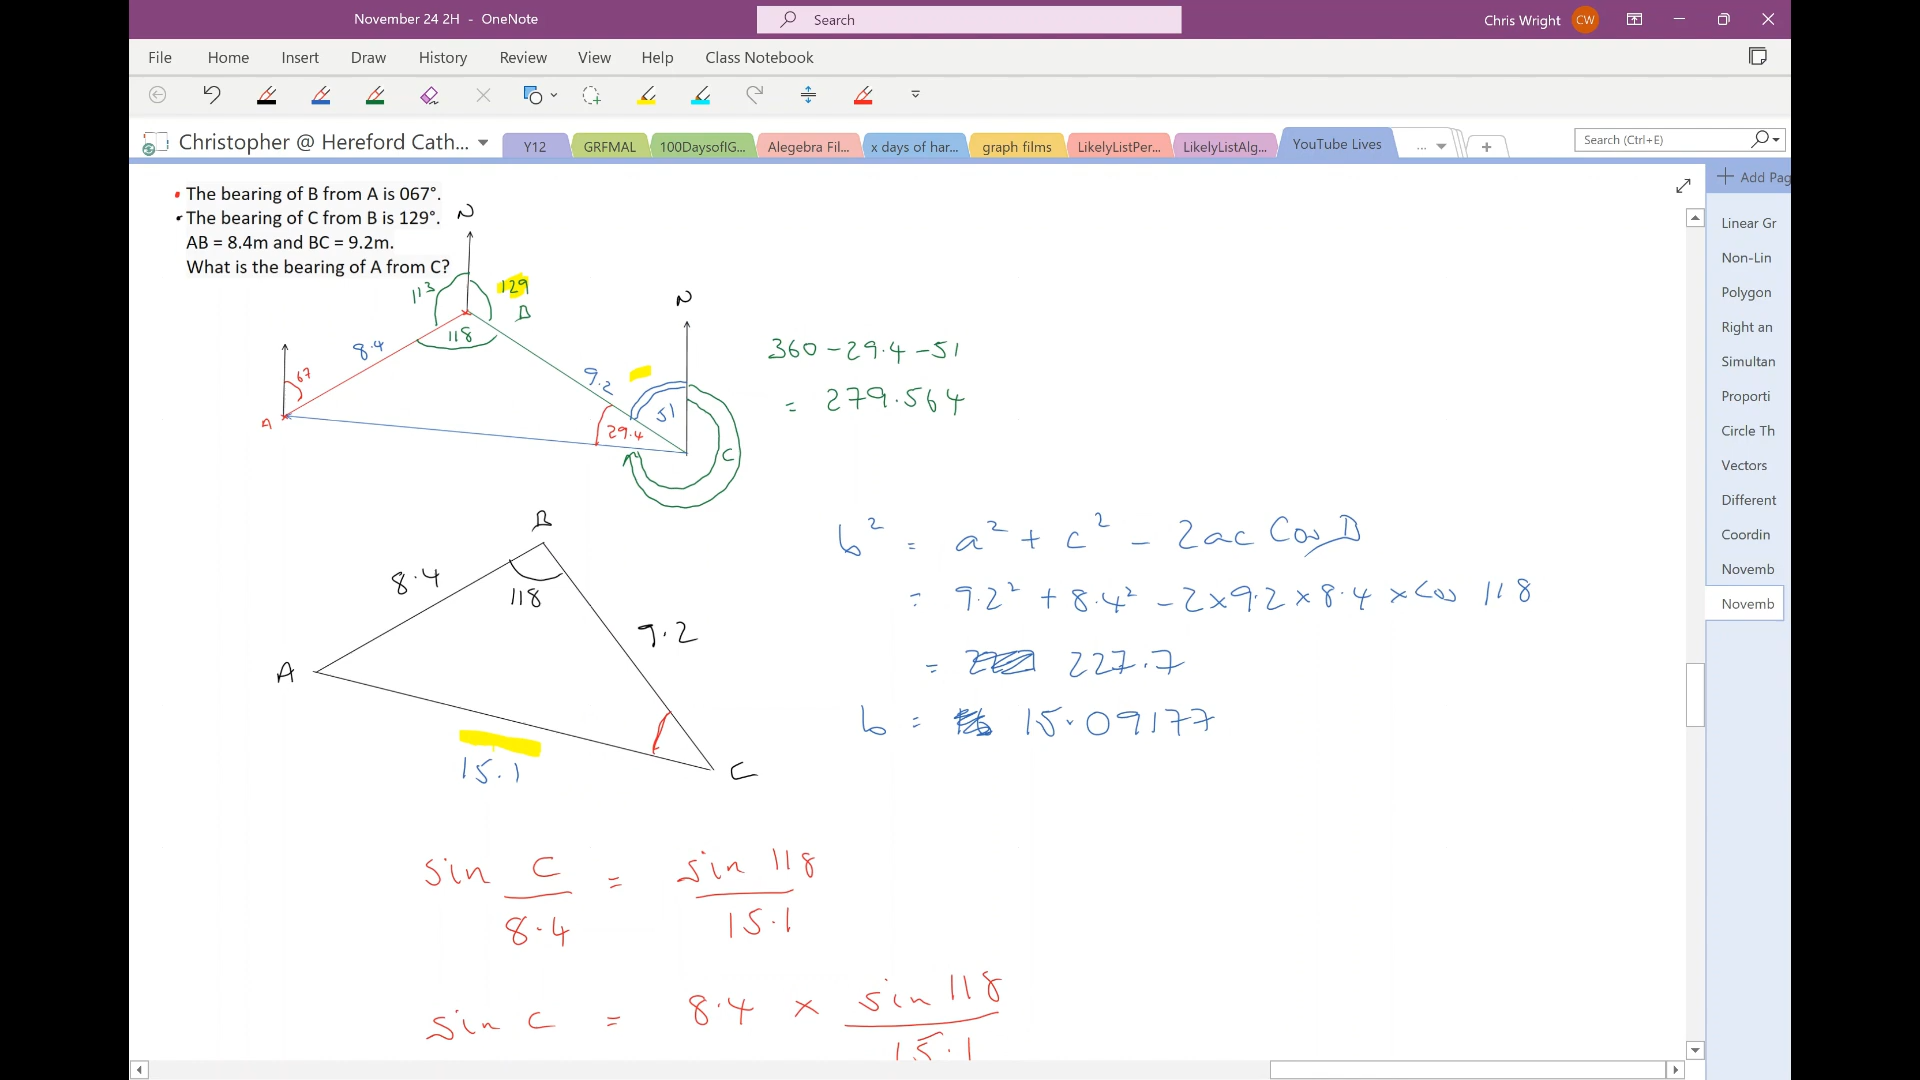 November 24 2H - OneNote
Search
Chris Wright CW
File Home Insert Draw History Review View Help Class Notebook
Christopher @ Hereford Cath...
Y12 GRFMAL 100DaysofIG... Alegebra Fil... x days of har... graph films LikelyListPer... LikelyListAlg... YouTube Lives ... +
Search (Ctrl+E)
Add Pag
Linear Gr
Non-Lin
Polygon
Right an
Simultan
Proporti
Age Circle Th
Vectors
Different
Coordin
Novemb
Novemb
The bearing of B from A is 067°.
The bearing of C from B is 129°.
AB = 8.4m and BC = 9.2m.
What is the bearing of A from C?
N
113
129
B
118
8.4
67
A
N
9.2
51
29.4
C
360 - 29.4 - 51
= 279.564
B
8.4
118
9.2
A
15.1
C
b² = a² + c² - 2ac Cos B
= 9.2² + 8.4² - 2×9.2×8.4×Cos 118
= 227.7
b = 15.09177
sin C / 8.4 = sin 118 / 15.1
sin C = 8.4 × sin 118 / 15.1